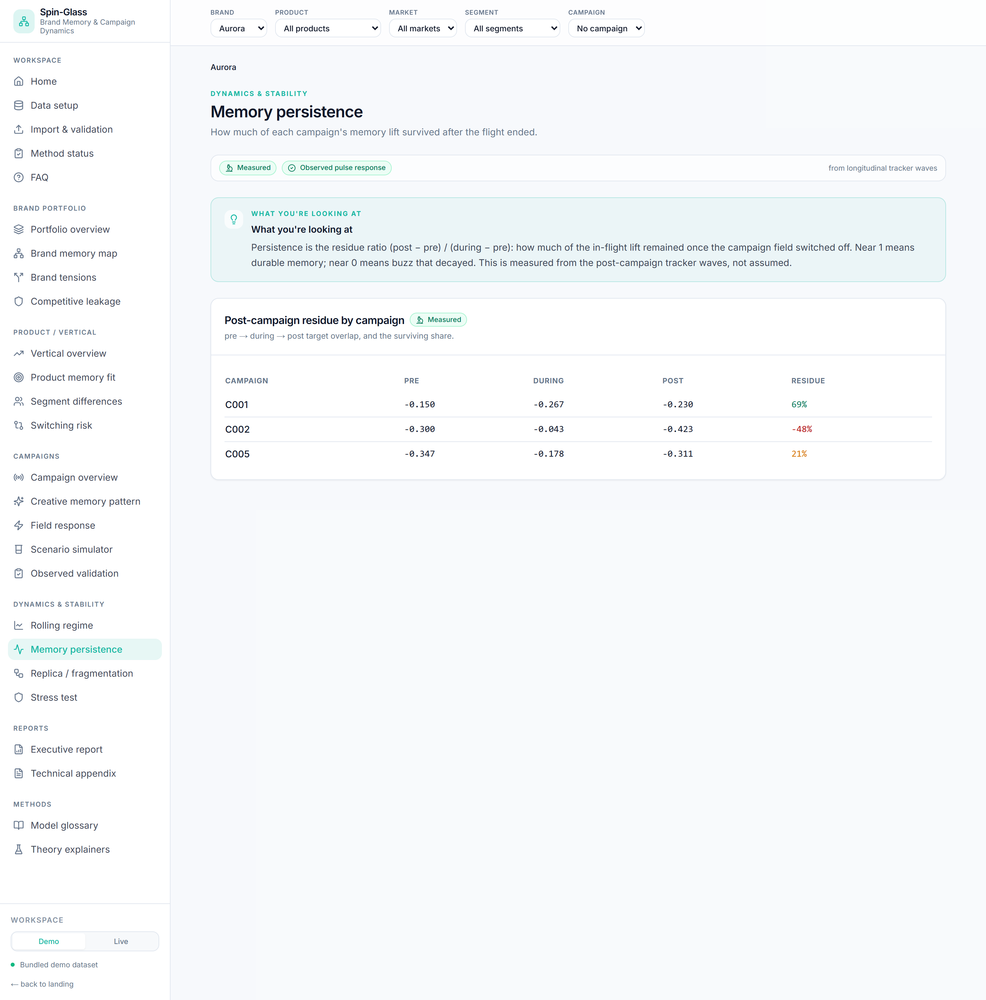 Spin-Glass
Brand Memory & Campaign
Dynamics
WORKSPACE
Home
Data setup
Import & validation
Method status
FAQ
BRAND PORTFOLIO
Portfolio overview
Brand memory map
Brand tensions
Competitive leakage
PRODUCT / VERTICAL
Vertical overview
Product memory fit
Segment differences
Switching risk
CAMPAIGNS
Campaign overview
Creative memory pattern
Field response
Scenario simulator
Observed validation
DYNAMICS & STABILITY
Rolling regime
Memory persistence
Replica / fragmentation
Stress test
REPORTS
Executive report
Technical appendix
METHODS
Model glossary
Theory explainers
WORKSPACE
Demo Live
Bundled demo dataset
← back to landing
BRAND PRODUCT MARKET SEGMENT CAMPAIGN
Aurora All products All markets All segments No campaign
Aurora
DYNAMICS & STABILITY
Memory persistence
How much of each campaign's memory lift survived after the flight ended.
Measured Observed pulse response from longitudinal tracker waves
WHAT YOU'RE LOOKING AT
What you're looking at
Persistence is the residue ratio (post − pre) / (during − pre): how much of the in-flight lift remained once the campaign field switched off. Near 1 means
durable memory; near 0 means buzz that decayed. This is measured from the post-campaign tracker waves, not assumed.
Post-campaign residue by campaign Measured
pre → during → post target overlap, and the surviving share.
CAMPAIGN PRE DURING POST RESIDUE
C001 -0.150 -0.267 -0.230 69%
C002 -0.300 -0.043 -0.423 -48%
C005 -0.347 -0.178 -0.311 21%